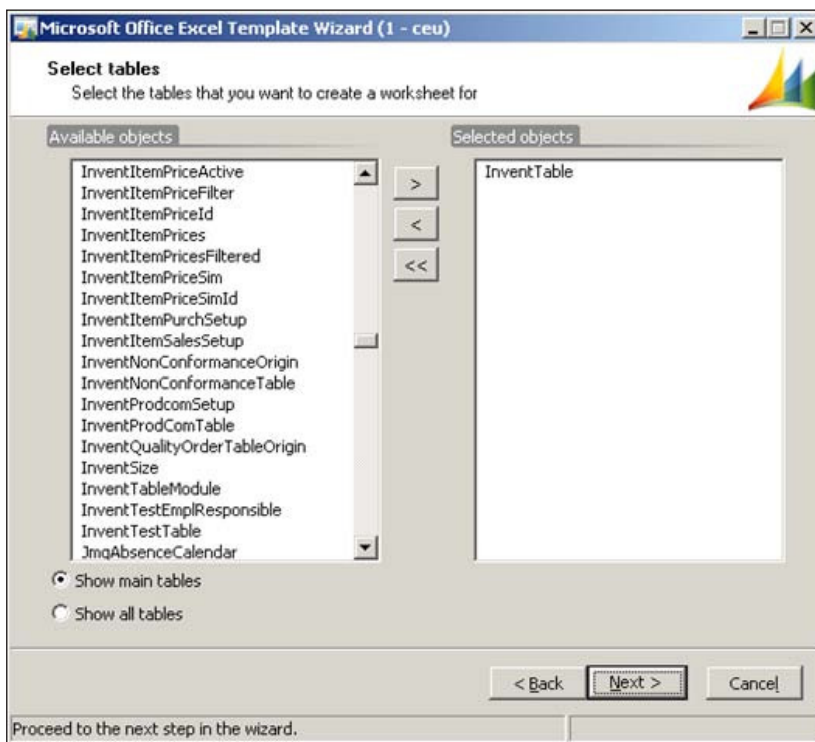 Microsoft Office Excel Template Wizard (1 - ceu)
Select tables
Select the tables that you want to create a worksheet for
Available objects
InventItemPriceActive
InventItemPriceFilter
InventItemPriceId
InventItemPrices
InventItemPricesFiltered
InventItemPriceSim
InventItemPriceSimId
InventItemPurchSetup
InventItemSalesSetup
InventNonConformanceOrigin
InventNonConformanceTable
InventProdcomSetup
InventProdComTable
InventQualityOrderTableOrigin
InventSize
InventTableModule
InventTestEmplResponsible
InventTestTable
JmgAbsenceCalendar
>
<
<<
Selected objects
InventTable
Show main tables
Show all tables
< Back
Next >
Cancel
Proceed to the next step in the wizard.